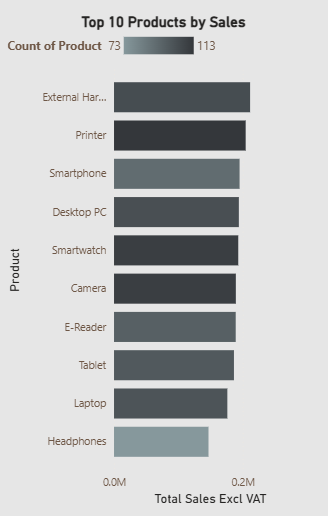 Top 10 Products by Sales
Count of Product 73 113
External Har...
Printer
Smartphone
Desktop PC
Smartwatch
Camera
E-Reader
Tablet
Laptop
Headphones
Product
0.0M 0.2M
Total Sales Excl VAT